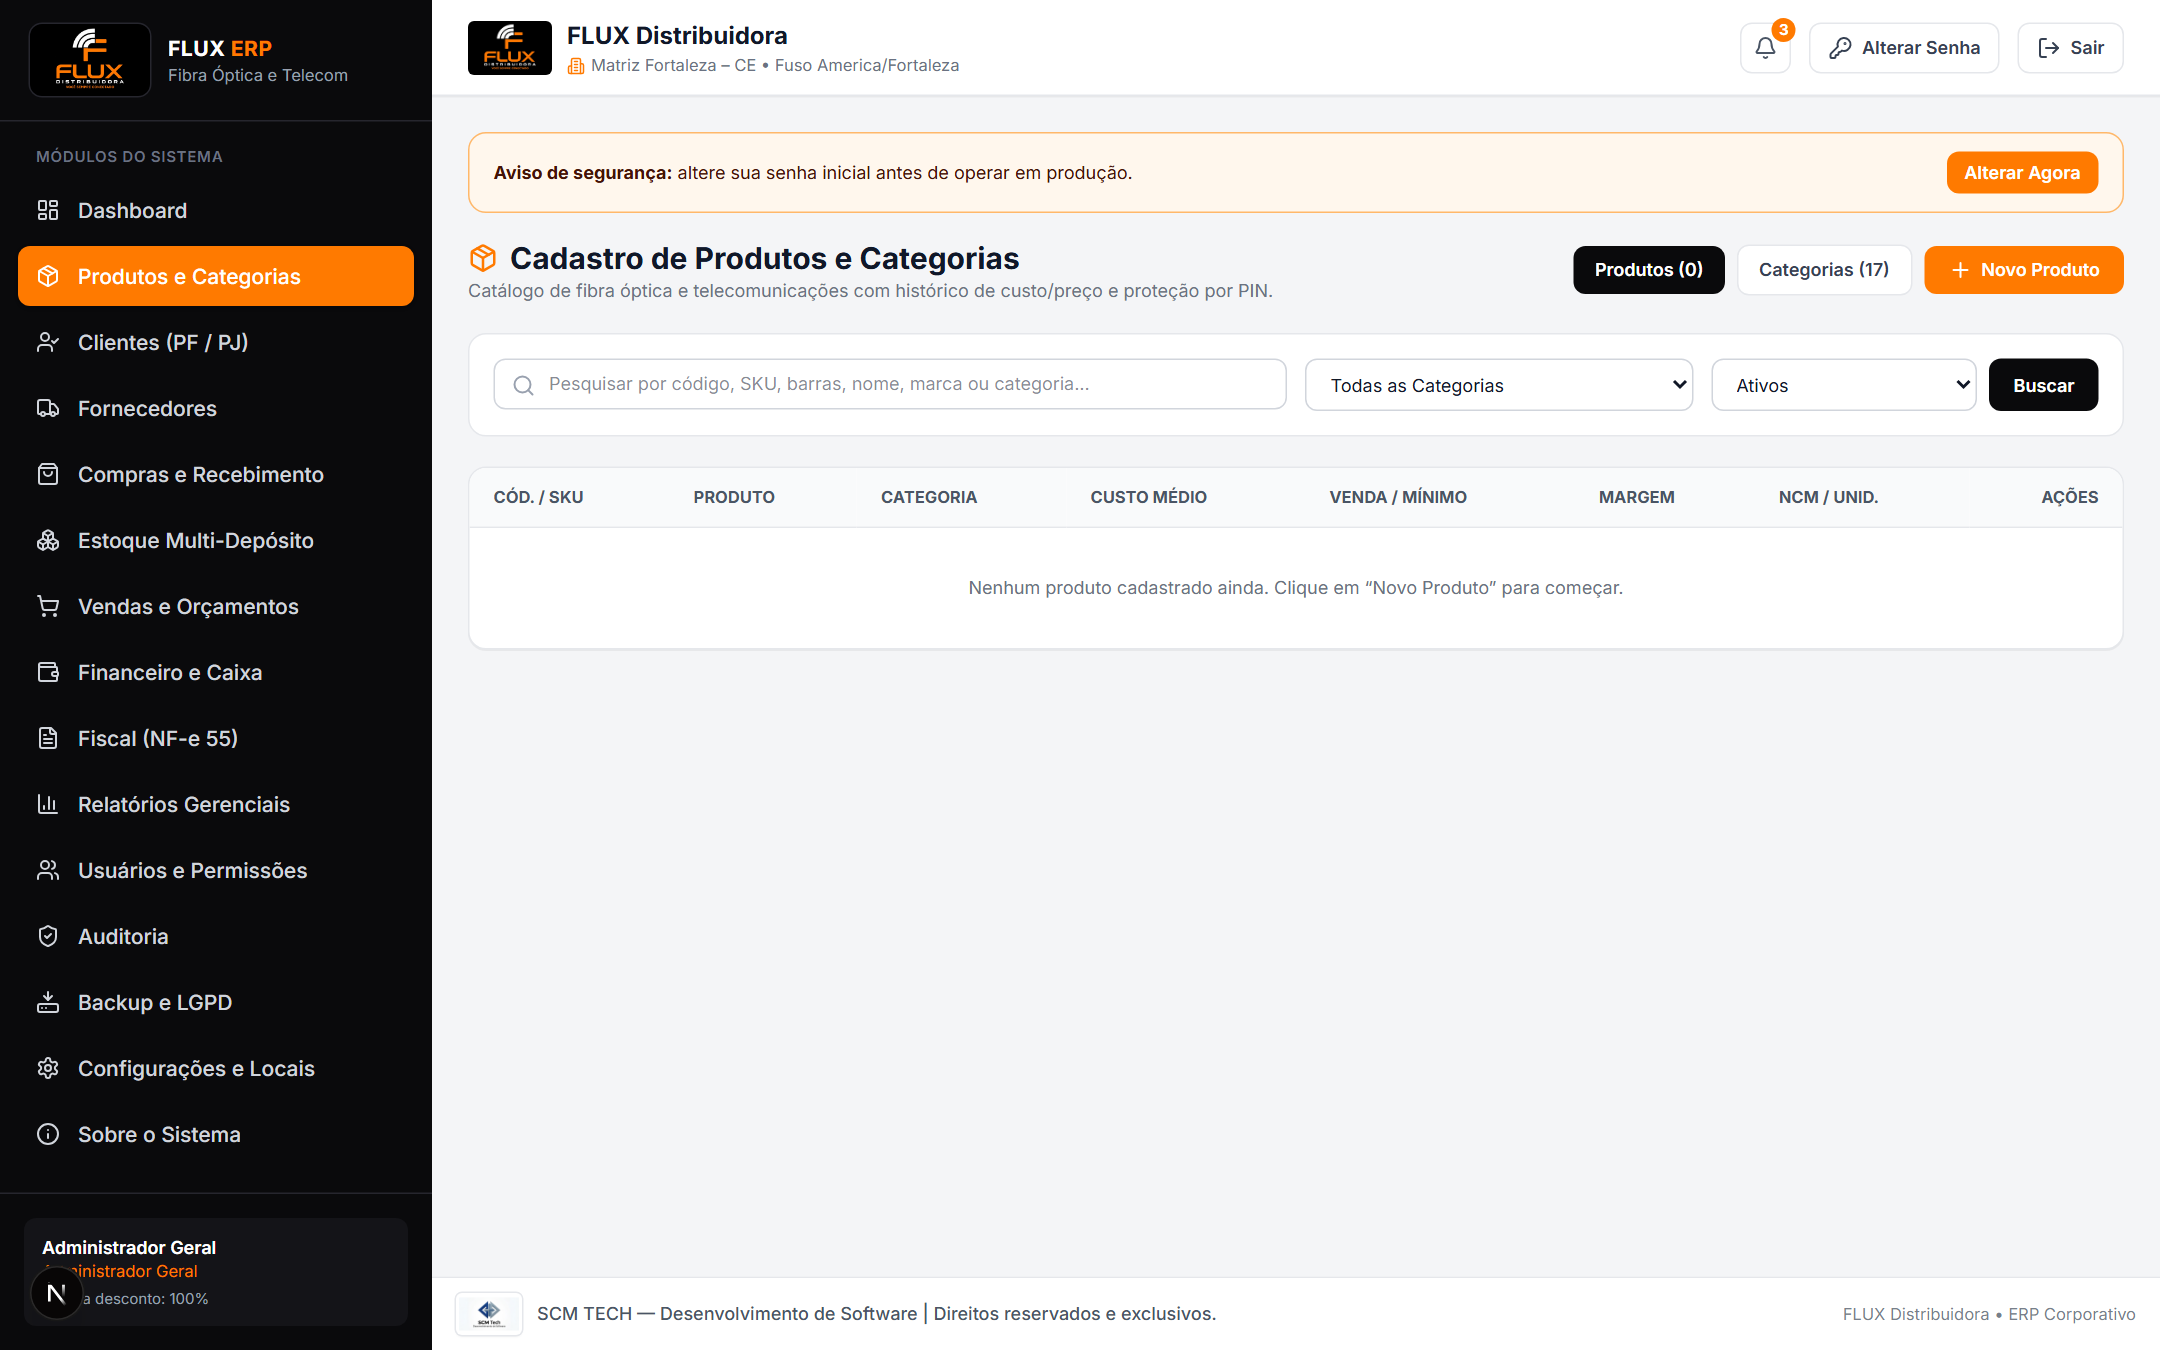 FLUX
DISTRIBUIDORA
FLUX ERP
Fibra Óptica e Telecom
MÓDULOS DO SISTEMA
Dashboard
Produtos e Categorias
Clientes (PF / PJ)
Fornecedores
Compras e Recebimento
Estoque Multi-Depósito
Vendas e Orçamentos
Financeiro e Caixa
Fiscal (NF-e 55)
Relatórios Gerenciais
Usuários e Permissões
Auditoria
Backup e LGPD
Configurações e Locais
Sobre o Sistema
Administrador Geral
ministrador Geral
a desconto: 100%
N
FLUX
DISTRIBUIDORA
FLUX Distribuidora
Matriz Fortaleza – CE • Fuso America/Fortaleza
3
Alterar Senha
Sair
Aviso de segurança: altere sua senha inicial antes de operar em produção.
Alterar Agora
Cadastro de Produtos e Categorias
Catálogo de fibra óptica e telecomunicações com histórico de custo/preço e proteção por PIN.
Produtos (0)
Categorias (17)
Novo Produto
Pesquisar por código, SKU, barras, nome, marca ou categoria...
Todas as Categorias
Ativos
Buscar
CÓD. / SKU PRODUTO CATEGORIA CUSTO MÉDIO VENDA / MÍNIMO MARGEM NCM / UNID. AÇÕES
Nenhum produto cadastrado ainda. Clique em “Novo Produto” para começar.
SCM Tech
SCM TECH — Desenvolvimento de Software | Direitos reservados e exclusivos.
FLUX Distribuidora • ERP Corporativo